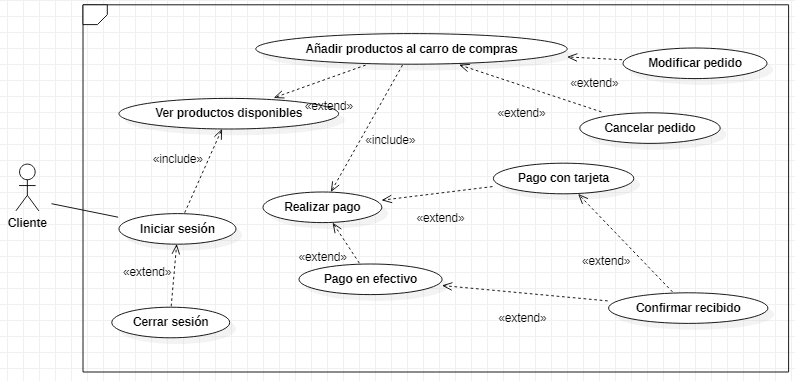 Añadir productos al carro de compras
Modificar pedido
«extend»
«extend»
Ver productos disponibles
«extend»
Cancelar pedido
«include»
«include»
Pago con tarjeta
Realizar pago
«extend»
Cliente
Iniciar sesión
«extend»
«extend»
«extend»
Pago en efectivo
Confirmar recibido
«extend»
Cerrar sesión